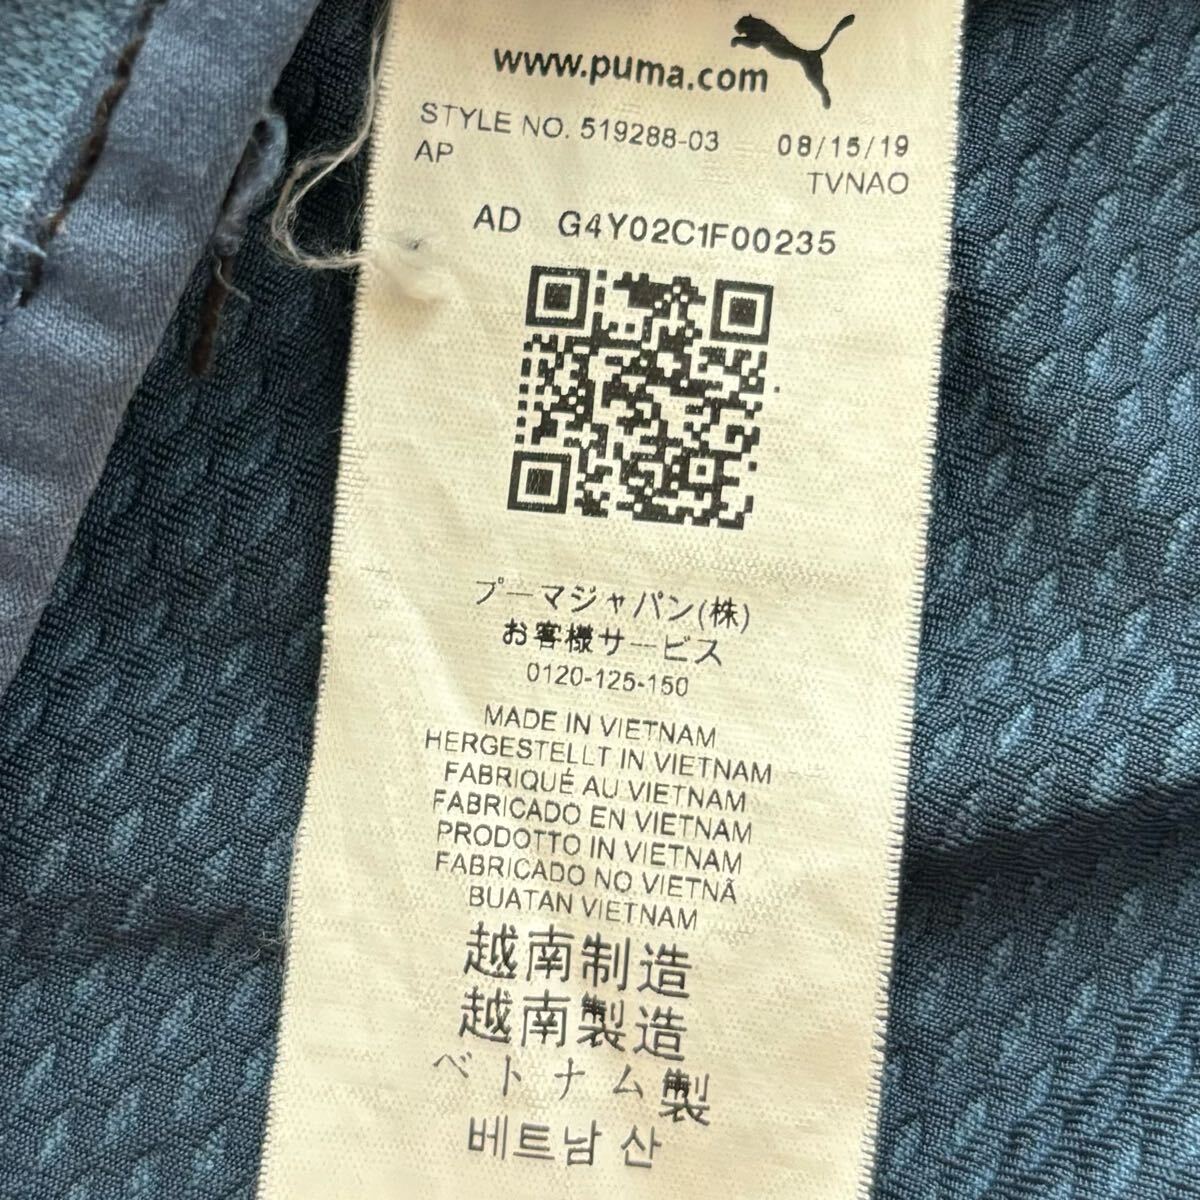 www.puma.com
STYLE NO. 519288-03 08/15/19
AP TVNAO
AD G4Y02C1F00235
プーマジャパン(株)
お客様サービス
0120-125-150
MADE IN VIETNAM
HERGESTELLT IN VIETNAM
FABRIQUÉ AU VIETNAM
FABRICADO EN VIETNAM
PRODOTTO IN VIETNAM
FABRICADO NO VIETNÃ
BUATAN VIETNAM
越南制造
越南製造
ベトナム製
베트남 산